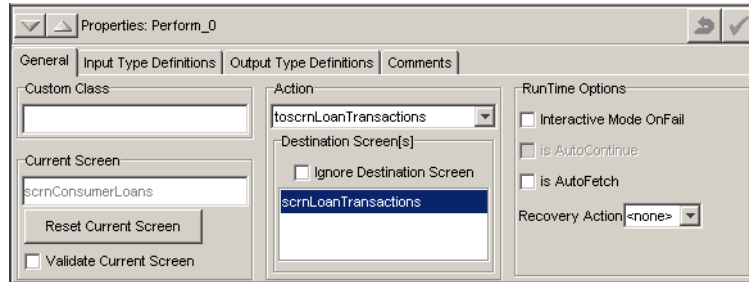 Properties: Perform_0
General
Input Type Definitions
Output Type Definitions
Comments
Custom Class
Current Screen
scrnConsumerLoans
Reset Current Screen
Validate Current Screen
Action
toscrnLoanTransactions
Destination Screen[s]
Ignore Destination Screen
scrnLoanTransactions
RunTime Options
Interactive Mode OnFail
is AutoContinue
is AutoFetch
Recovery Action <none>